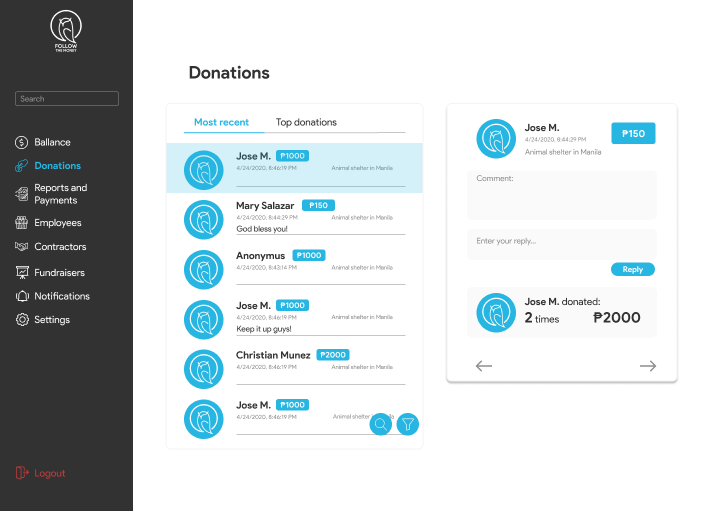 FOLLOW
THE MONEY
Search
Ballance
Donations
Reports and
Payments
Employees
Contractors
Fundraisers
Notifications
Settings
Logout
Donations
Most recent
Top donations
Jose M. ₱1000
4/24/2020, 8:46:19 PM Animal shelter in Manila
Mary Salazar ₱150
4/24/2020, 8:44:29 PM Animal shelter in Manila
God bless you!
Anonymus ₱1000
4/24/2020, 8:43:14 PM Animal shelter in Manila
Jose M. ₱1000
4/24/2020, 8:46:19 PM Animal shelter in Manila
Keep it up guys!
Christian Munez ₱2000
4/24/2020, 8:46:19 PM Animal shelter in Manila
Jose M. ₱1000
4/24/2020, 8:46:19 PM Animal shelter in Manila
Jose M. ₱150
4/24/2020, 8:44:29 PM
Animal shelter in Manila
Comment:
Enter your reply...
Reply
Jose M. donated:
2 times ₱2000